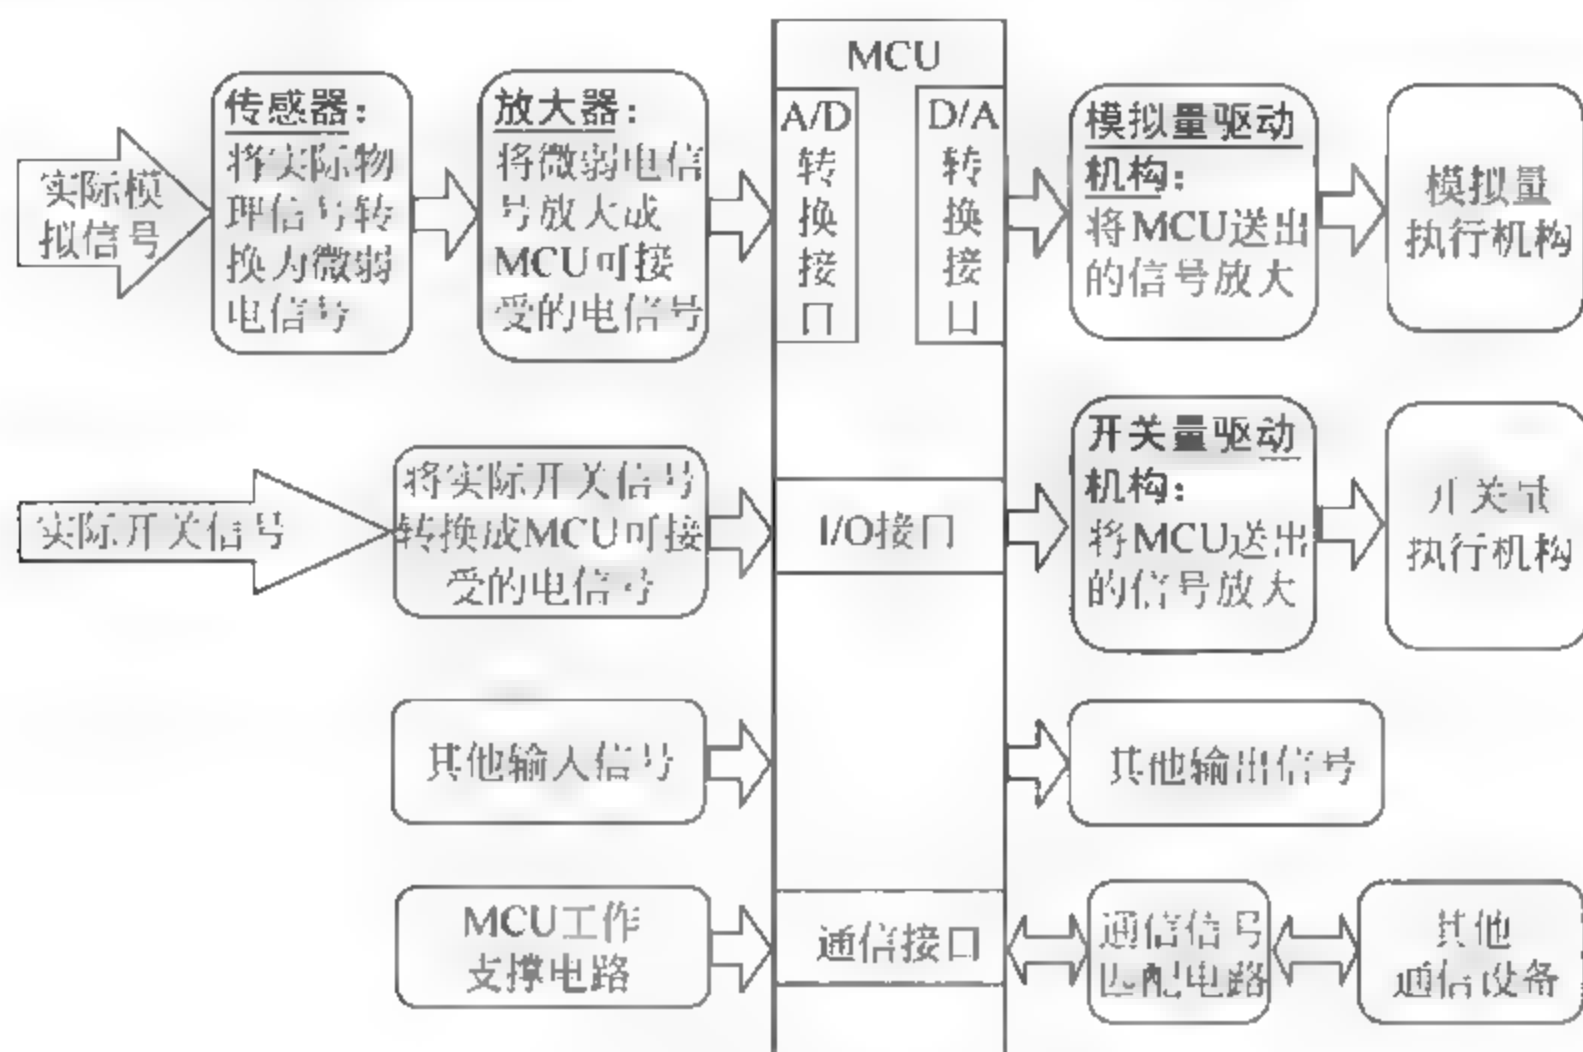 MCU
传感器：
将实际物
理信号转
换为微弱
电信号
放大器：
将微弱电信
号放大成
MCU可接
受的电信号
A/D
转
换
接
口
D/A
转
换
接
口
模拟量驱动
机构：
将MCU送出
的信号放大
模拟量
执行机构
实际模
拟信号
实际开关信号
将实际开关信号
转换成MCU可接
受的电信号
I/O接口
开关量驱动
机构：
将MCU送出
的信号放大
开关量
执行机构
其他输入信号
其他输出信号
MCU工作
支撑电路
通信接口
通信信号
匹配电路
其他
通信设备